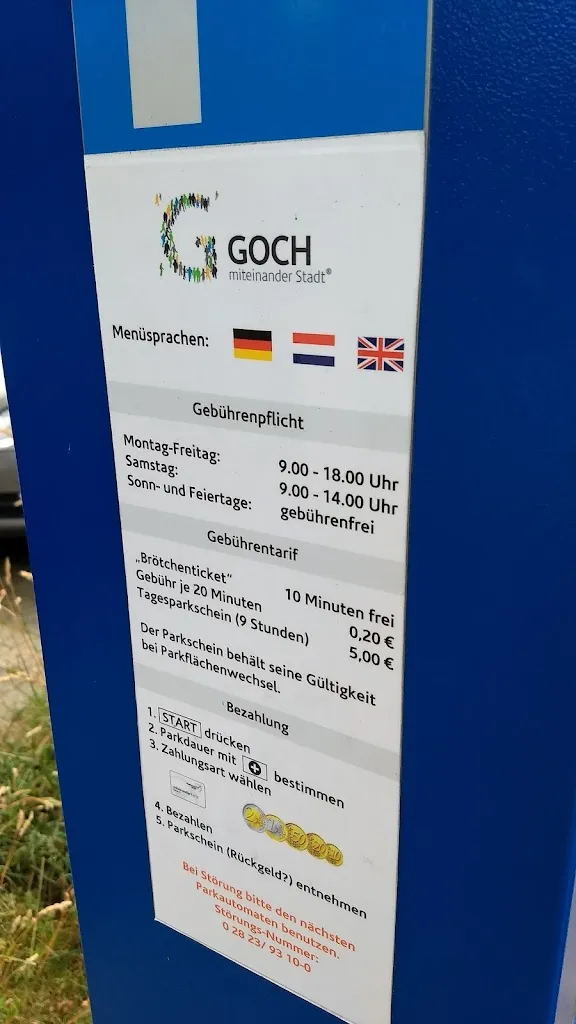 GOCH
miteinander Stadt®
Menüsprachen:
Gebührenpflicht
Montag-Freitag: 9.00 - 18.00 Uhr
Samstag: 9.00 - 14.00 Uhr
Sonn- und Feiertage: gebührenfrei
Gebührentarif
„Brötchenticket“ 10 Minuten frei
Gebühr je 20 Minuten 0,20 €
Tagesparkschein (9 Stunden) 5,00 €
Der Parkschein behält seine Gültigkeit
bei Parkflächenwechsel.
Bezahlung
1. START drücken
2. Parkdauer mit + bestimmen
3. Zahlungsart wählen
4. Bezahlen
5. Parkschein (Rückgeld?) entnehmen
Bei Störung bitte den nächsten
Parkautomaten benutzen.
Störungs-Nummer:
0 28 23/ 93 10-0